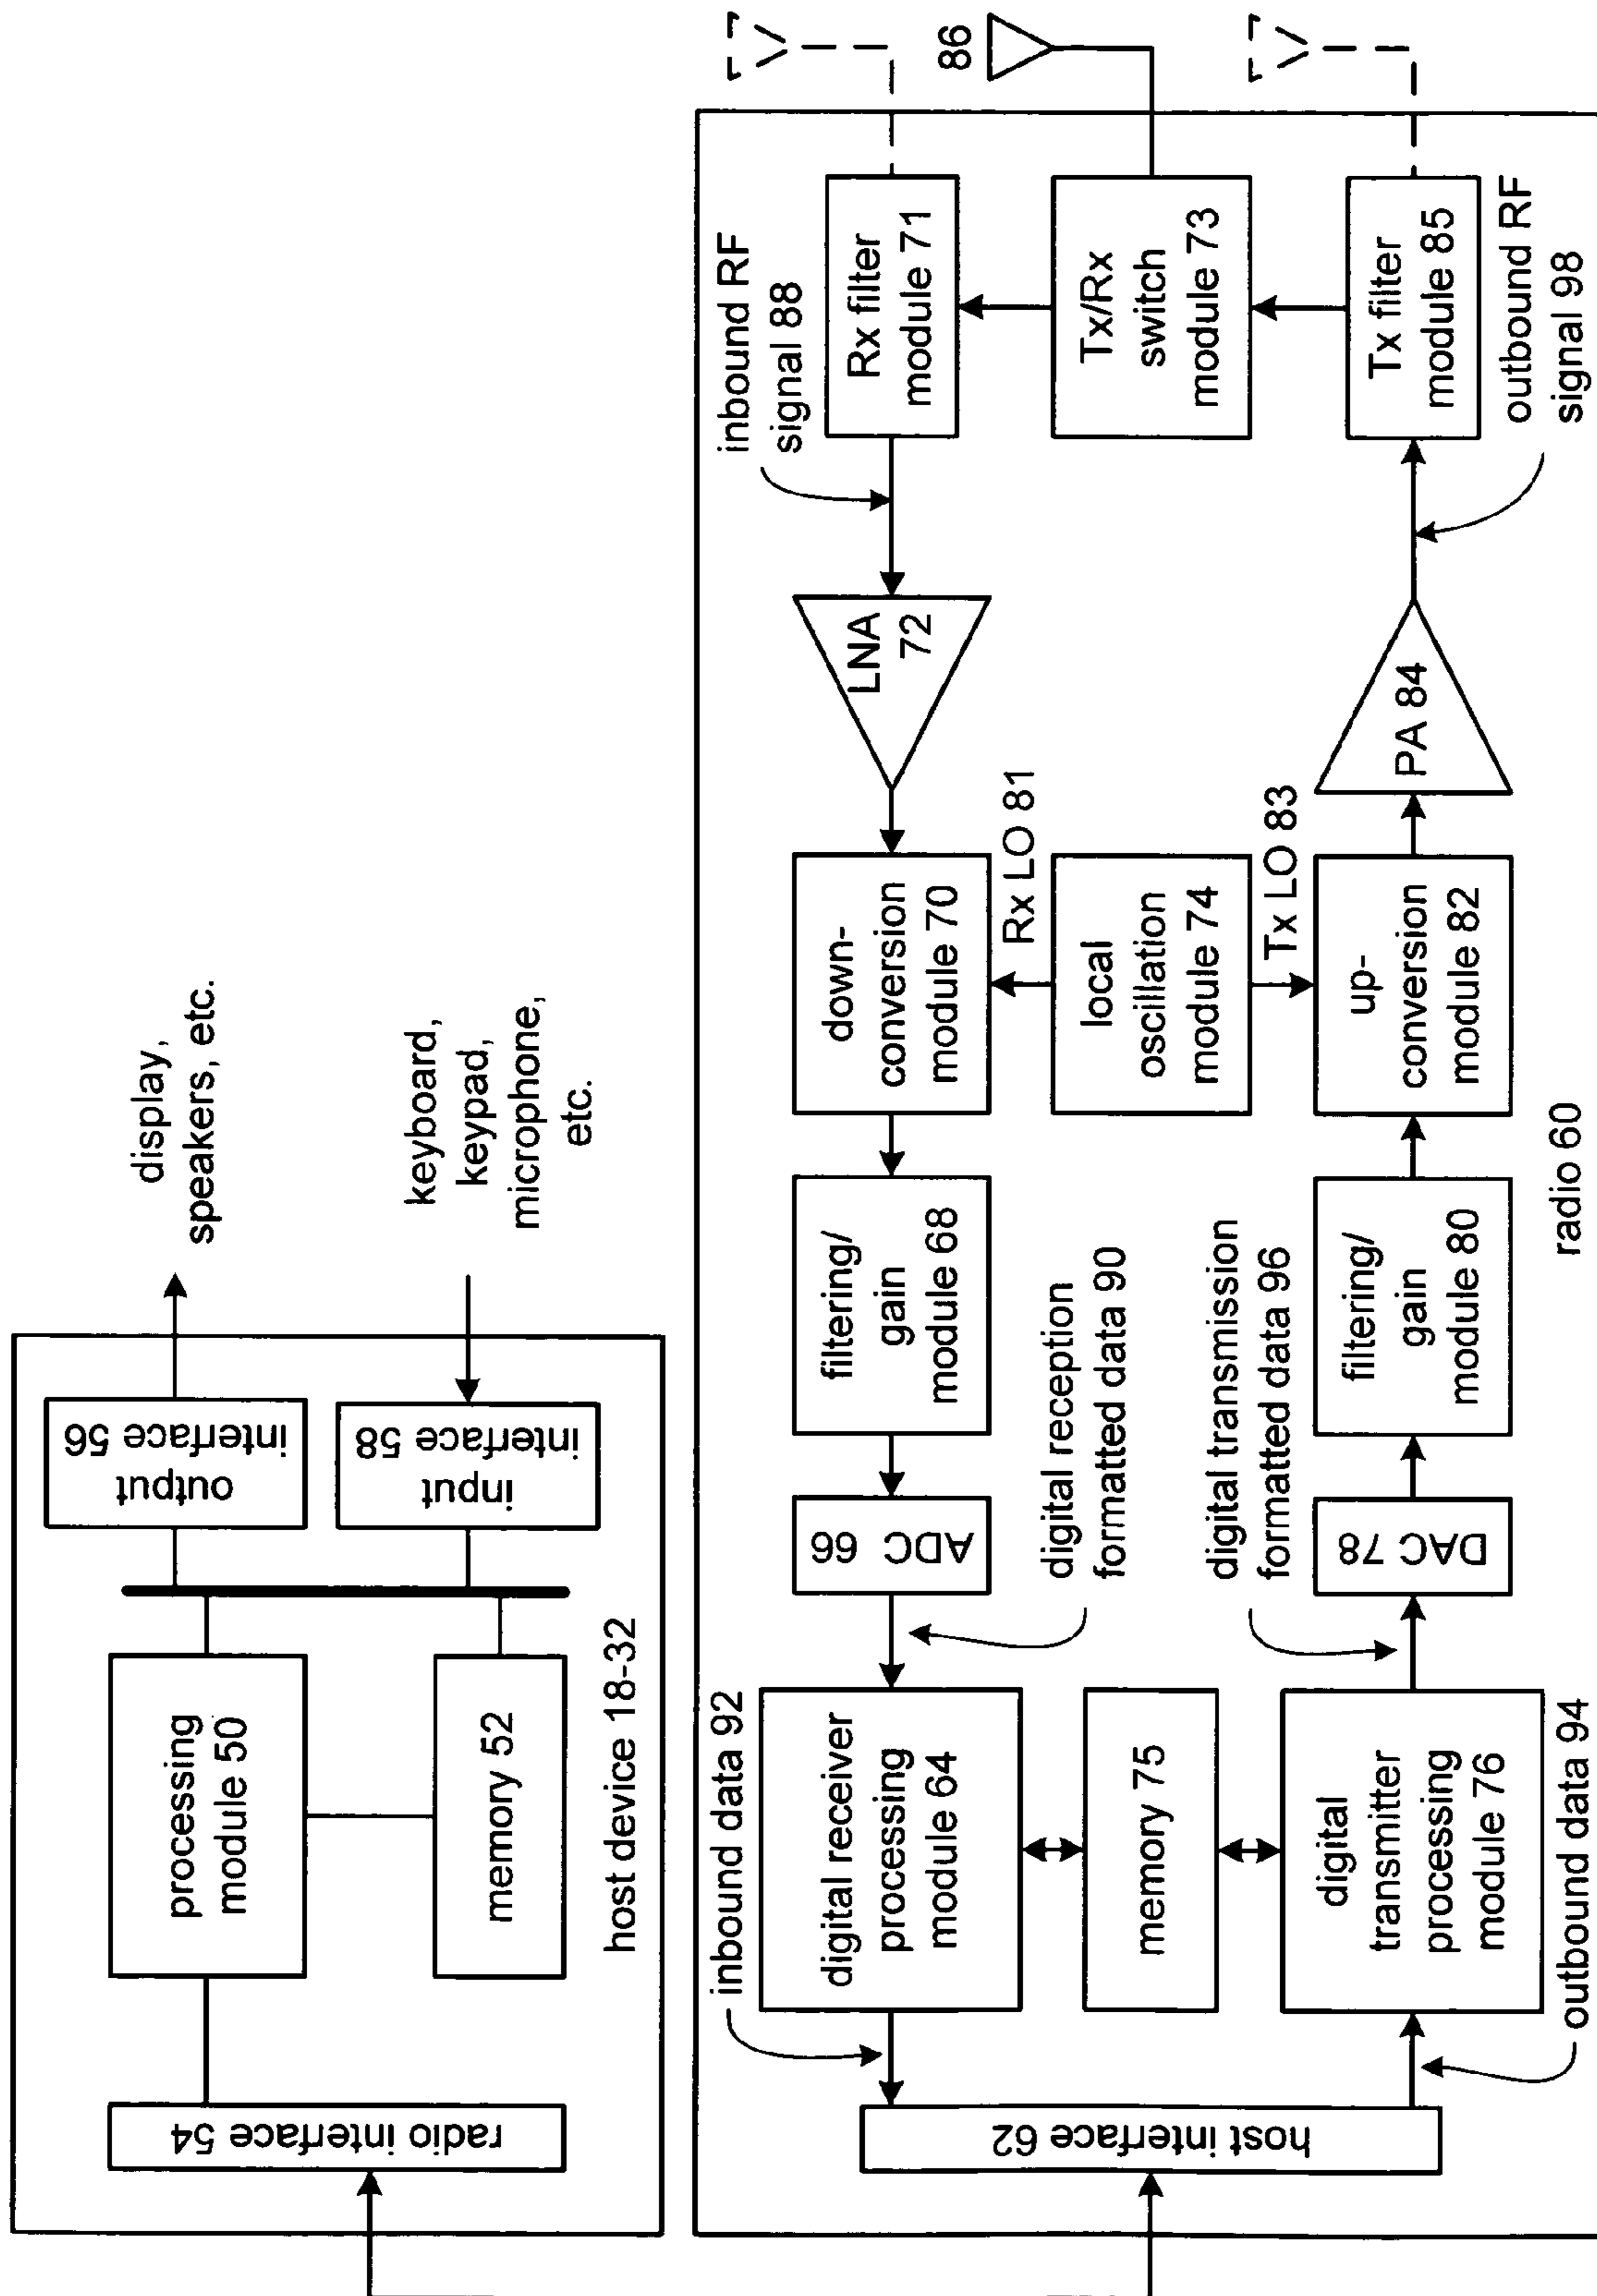 display,
speakers, etc.
keyboard,
keypad,
microphone,
etc.
output
interface 56
input
interface 58
processing
module 50
memory 52
radio interface 54
host device 18-32
inbound RF
signal 88
86
Rx filter
module 71
Tx/Rx
switch
module 73
Tx filter
module 85
outbound RF
signal 98
LNA
72
PA 84
down-
conversion
module 70
Rx LO 81
local
oscillation
module 74
Tx LO 83
up-
conversion
module 82
filtering/
gain
module 68
filtering/
gain
module 80
radio 60
ADC 66
digital reception
formatted data 90
digital transmission
formatted data 96
DAC 78
inbound data 92
digital receiver
processing
module 64
memory 75
digital
transmitter
processing
module 76
outbound data 94
host interface 62